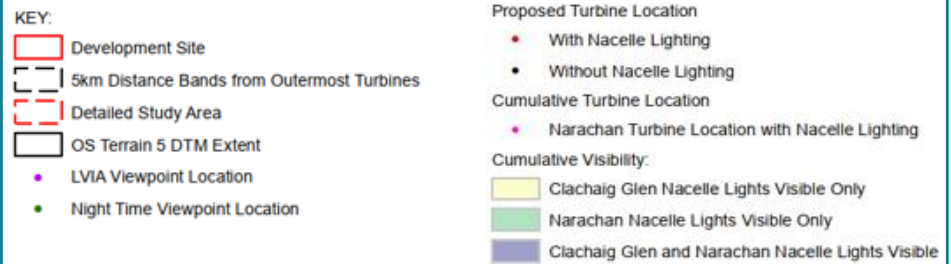 KEY:
Development Site
5km Distance Bands from Outermost Turbines
Detailed Study Area
OS Terrain 5 DTM Extent
LVIA Viewpoint Location
Night Time Viewpoint Location
Proposed Turbine Location
With Nacelle Lighting
Without Nacelle Lighting
Cumulative Turbine Location
Narachan Turbine Location with Nacelle Lighting
Cumulative Visibility:
Clachaig Glen Nacelle Lights Visible Only
Narachan Nacelle Lights Visible Only
Clachaig Glen and Narachan Nacelle Lights Visible